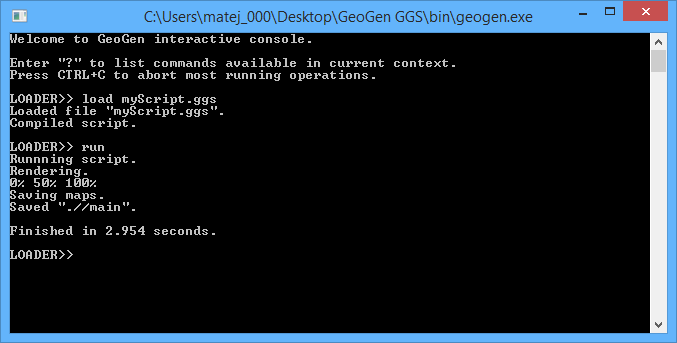 C:\Users\matej_000\Desktop\GeoGen GGS\bin\geogen.exe
Welcome to GeoGen interactive console.
Enter "?" to list commands available in current context.
Press CTRL+C to abort most running operations.
LOADER>> load myScript.ggs
Loaded file "myScript.ggs".
Compiled script.
LOADER>> run
Runnning script.
Rendering.
0% 50% 100%
Saving maps.
Saved ".//main".
Finished in 2.954 seconds.
LOADER>>